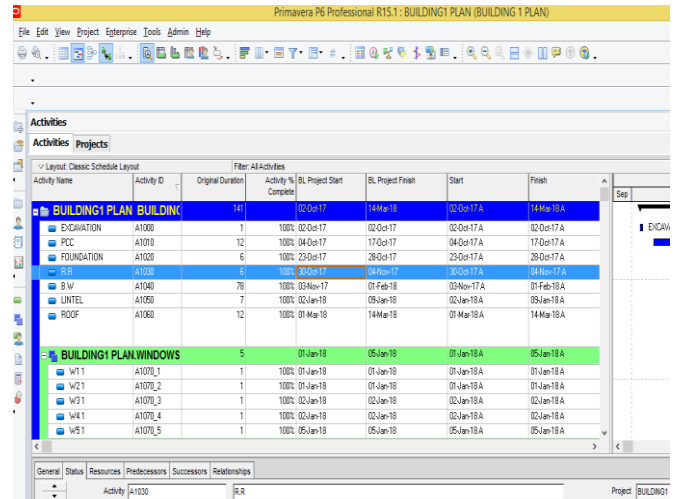 Primavera P6 Professional R15.1 : BUILDING1 PLAN (BUILDING 1 PLAN)
File Edit View Project Enterprise Tools Admin Help
Activities
Activities Projects
Layout: Classic Schedule Layout Filter: All Activities
Activity Name Activity ID Original Duration Activity % Complete BL Project Start BL Project Finish Start Finish Sep
BUILDING1 PLAN BUILDING 141 02-Oct-17 14-Mar-18 02-Oct-17 A 14-Mar-18 A
EXCAVATION A1000 1 100% 02-Oct-17 02-Oct-17 02-Oct-17 A 02-Oct-17 A EXCAV
PCC A1010 12 100% 04-Oct-17 17-Oct-17 04-Oct-17 A 17-Oct-17 A
FOUNDATION A1020 6 100% 23-Oct-17 28-Oct-17 23-Oct-17 A 28-Oct-17 A
R.R A1030 6 100% 30-Oct-17 04-Nov-17 30-Oct-17 A 04-Nov-17 A
B.W A1040 78 100% 03-Nov-17 01-Feb-18 03-Nov-17 A 01-Feb-18 A
LINTEL A1050 7 100% 02-Jan-18 09-Jan-18 02-Jan-18 A 09-Jan-18 A
ROOF A1060 12 100% 01-Mar-18 14-Mar-18 01-Mar-18 A 14-Mar-18 A
BUILDING1 PLAN.WINDOWS 5 01-Jan-18 05-Jan-18 01-Jan-18 A 05-Jan-18 A
W1 1 A1070_1 1 100% 01-Jan-18 01-Jan-18 01-Jan-18 A 01-Jan-18 A
W2 1 A1070_2 1 100% 01-Jan-18 01-Jan-18 01-Jan-18 A 01-Jan-18 A
W3 1 A1070_3 1 100% 02-Jan-18 02-Jan-18 02-Jan-18 A 02-Jan-18 A
W4 1 A1070_4 1 100% 02-Jan-18 02-Jan-18 02-Jan-18 A 02-Jan-18 A
W5 1 A1070_5 1 100% 05-Jan-18 05-Jan-18 05-Jan-18 A 05-Jan-18 A
General Status Resources Predecessors Successors Relationships
Activity A1030 R.R Project BUILDING1